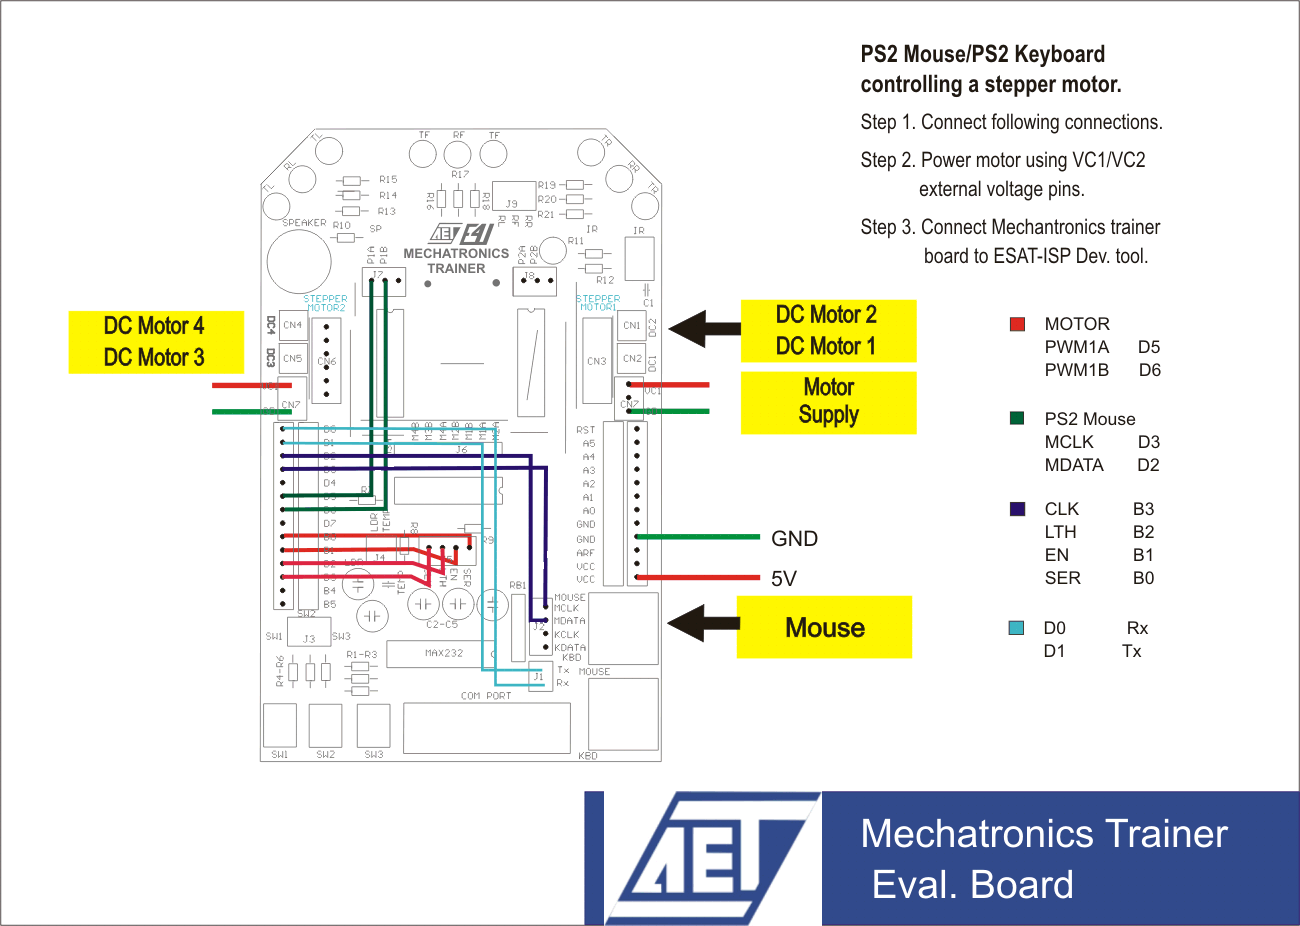 PS2 Mouse/PS2 Keyboard
controlling a stepper motor.
Step 1. Connect following connections.
Step 2. Power motor using VC1/VC2
external voltage pins.
Step 3. Connect Mechantronics trainer
board to ESAT-ISP Dev. tool.
TL
RL
TL
TF
RF
TF
TR
RR
TR
R15
R14
R13
R17
R16
R18
J9
RL
RF
RR
R19
R20
R21
SPEAKER
R10
SP
P1A
P1B
AET
MECHATRONICS
TRAINER
P2A
P2B
R11
IR
IR
R12
C1
J7
J8
STEPPER
MOTOR2
STEPPER
MOTOR1
DC Motor 4
DC Motor 3
DC4
DC3
CN4
CN5
CN6
CN7
CN3
CN1
CN2
DC2
DC1
VC1
CN7
DC Motor 2
DC Motor 1
Motor
Supply
MOTOR
PWM1A D5
PWM1B D6
PS2 Mouse
MCLK D3
MDATA D2
CLK B3
LTH B2
EN B1
SER B0
D0 Rx
D1 Tx
M4B
M3B
M4A
M2B
M1B
M1A
M2A
J6
D0
D1
D2
D3
D4
D5
D6
D7
B0
B1
B2
B3
B4
B5
RST
A5
A4
A3
A2
A1
A0
GND
GND
ARF
VCC
VCC
GND
5V
LDR
TEMP
R8
R9
J4
TEMP
EN
SER
C2-C5
RB1
MOUSE
MCLK
MDATA
KCLK
KDATA
KBD
J2
Mouse
SW2
SW1
J3
SW3
R4-R6
R1-R3
MAX232
J1
Tx
Rx
MOUSE
COM PORT
SW1
SW2
SW3
KBD
AET
Mechatronics Trainer
Eval. Board